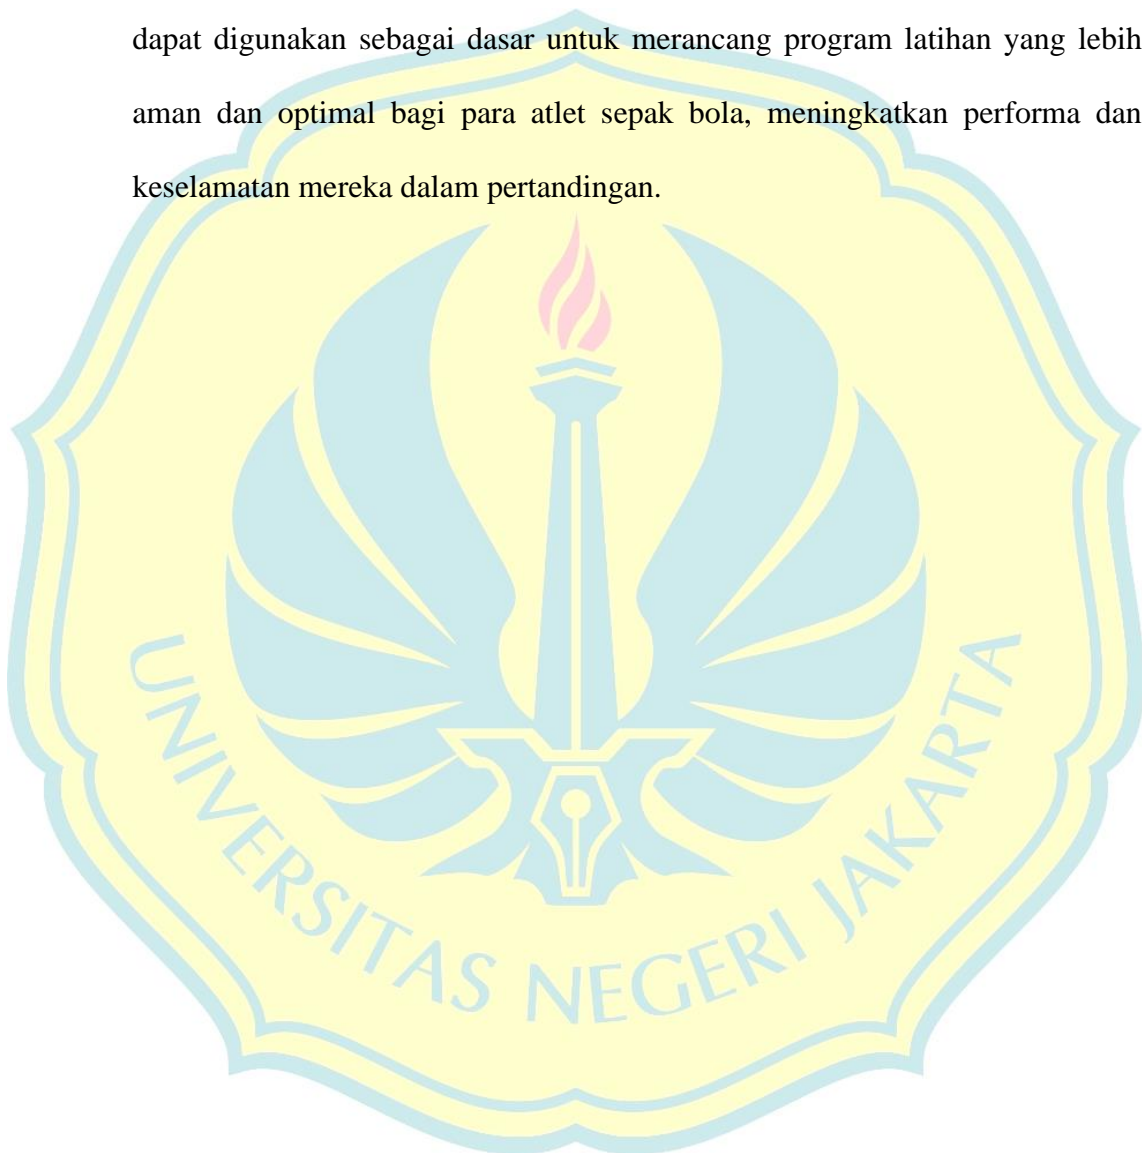 dapat digunakan sebagai dasar untuk merancang program latihan yang lebih
aman dan optimal bagi para atlet sepak bola, meningkatkan performa dan
keselamatan mereka dalam pertandingan.
UNIVERSITAS NEGERI JAKARTA